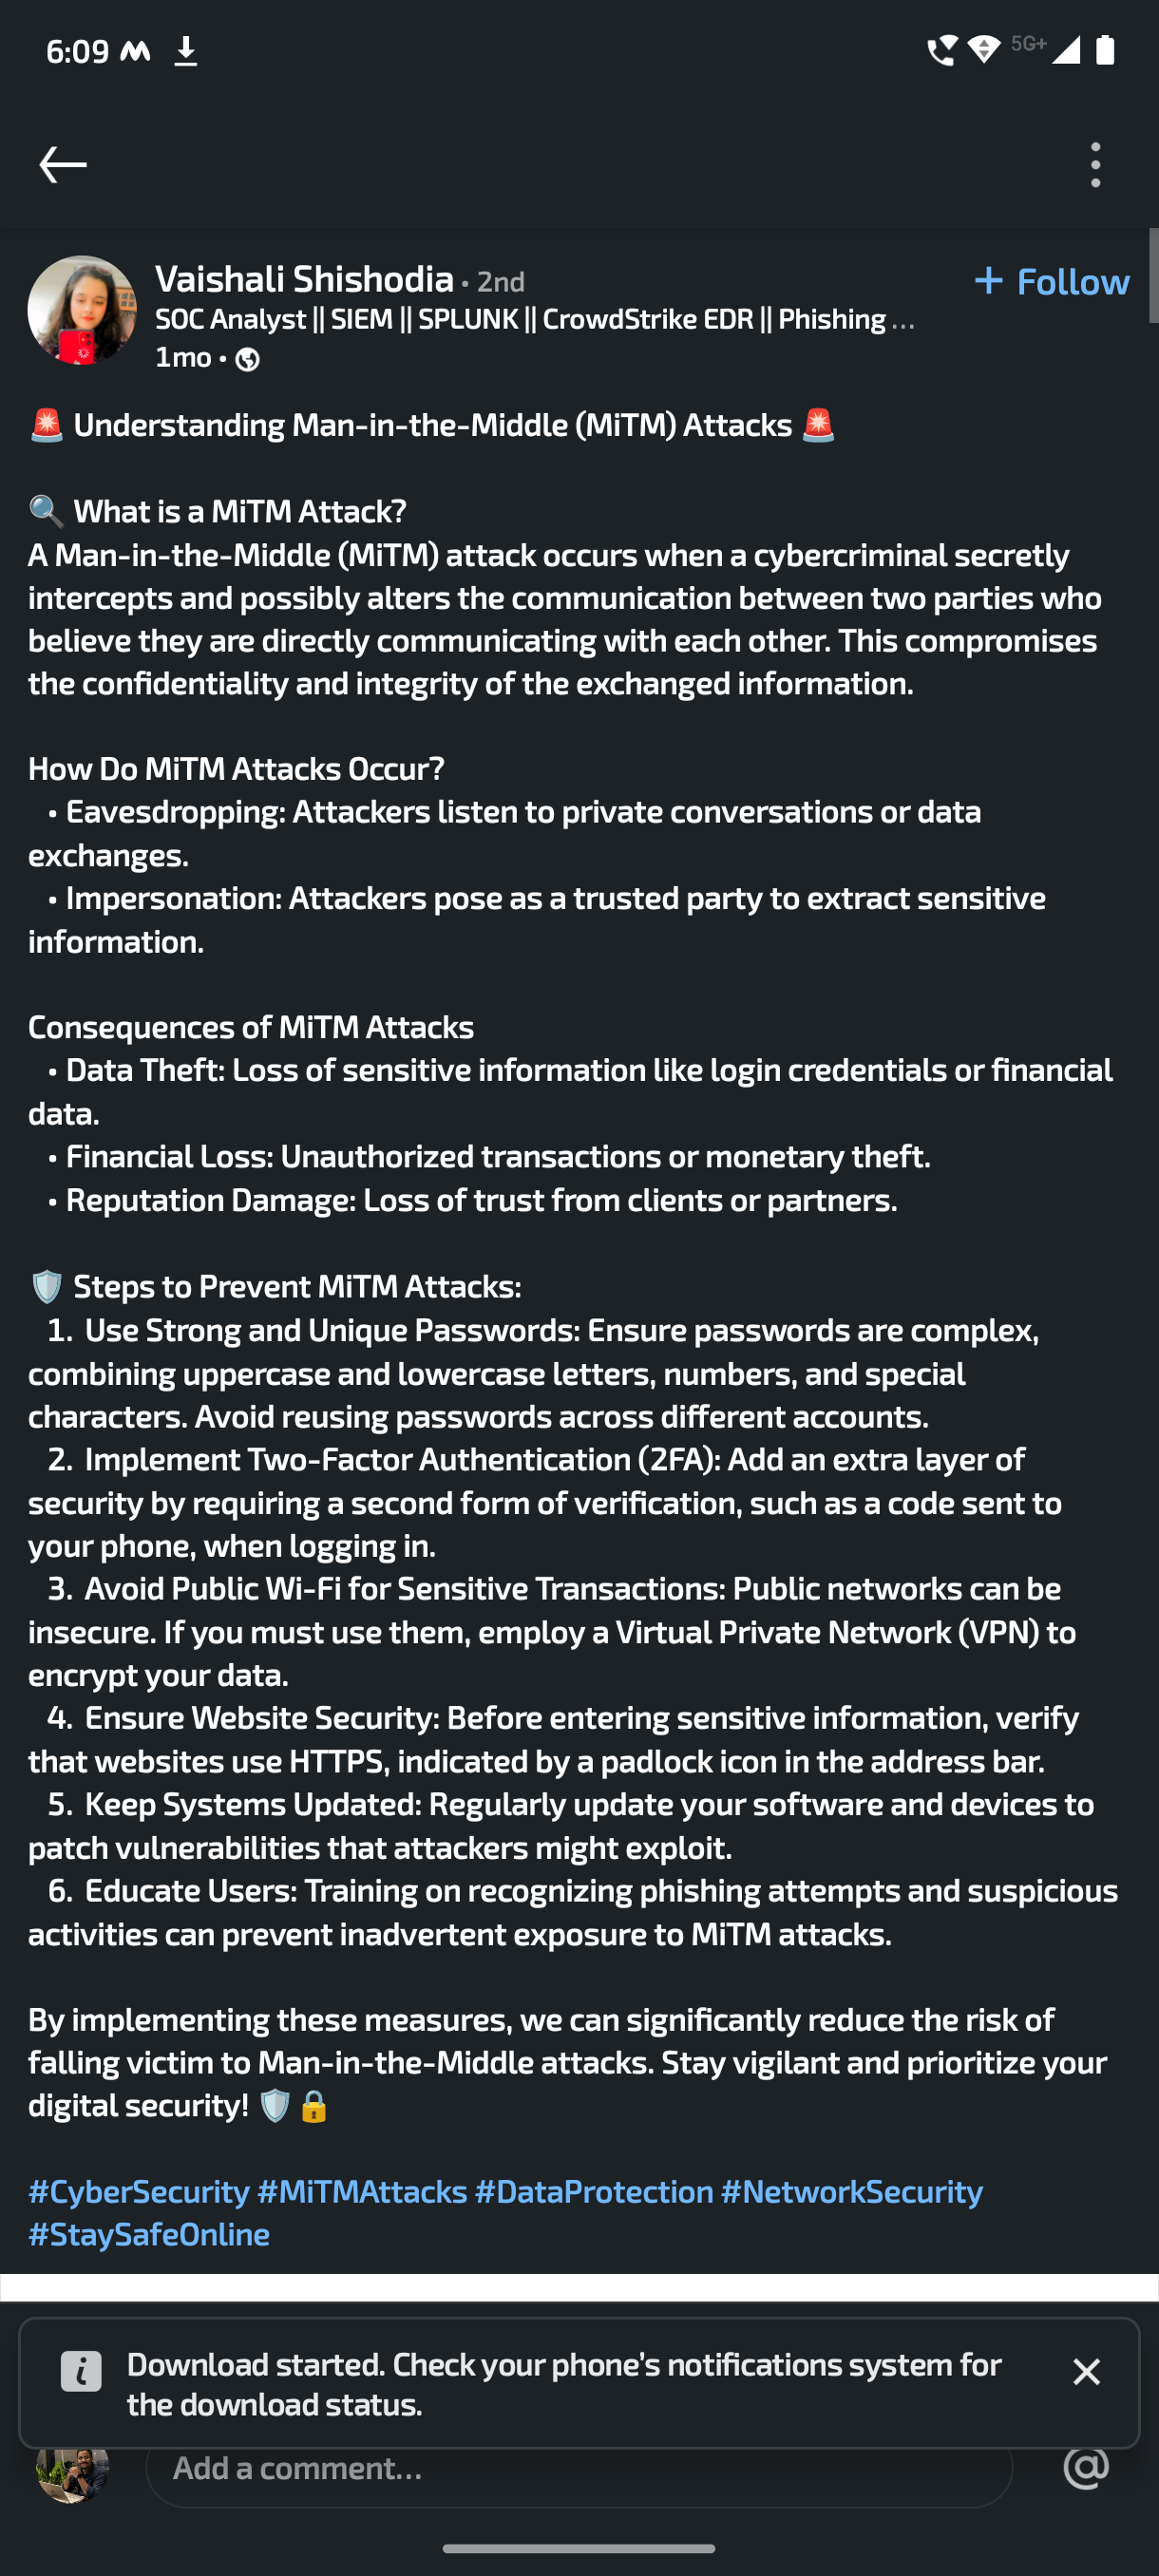 6:09
5G+
Vaishali Shishodia • 2nd
+ Follow
SOC Analyst || SIEM || SPLUNK || CrowdStrike EDR || Phishing ...
1mo •
🚨 Understanding Man-in-the-Middle (MiTM) Attacks 🚨
🔍 What is a MiTM Attack?
A Man-in-the-Middle (MiTM) attack occurs when a cybercriminal secretly
intercepts and possibly alters the communication between two parties who
believe they are directly communicating with each other. This compromises
the confidentiality and integrity of the exchanged information.
How Do MiTM Attacks Occur?
• Eavesdropping: Attackers listen to private conversations or data
exchanges.
• Impersonation: Attackers pose as a trusted party to extract sensitive
information.
Consequences of MiTM Attacks
• Data Theft: Loss of sensitive information like login credentials or financial
data.
• Financial Loss: Unauthorized transactions or monetary theft.
• Reputation Damage: Loss of trust from clients or partners.
🛡️ Steps to Prevent MiTM Attacks:
1. Use Strong and Unique Passwords: Ensure passwords are complex,
combining uppercase and lowercase letters, numbers, and special
characters. Avoid reusing passwords across different accounts.
2. Implement Two-Factor Authentication (2FA): Add an extra layer of
security by requiring a second form of verification, such as a code sent to
your phone, when logging in.
3. Avoid Public Wi-Fi for Sensitive Transactions: Public networks can be
insecure. If you must use them, employ a Virtual Private Network (VPN) to
encrypt your data.
4. Ensure Website Security: Before entering sensitive information, verify
that websites use HTTPS, indicated by a padlock icon in the address bar.
5. Keep Systems Updated: Regularly update your software and devices to
patch vulnerabilities that attackers might exploit.
6. Educate Users: Training on recognizing phishing attempts and suspicious
activities can prevent inadvertent exposure to MiTM attacks.
By implementing these measures, we can significantly reduce the risk of
falling victim to Man-in-the-Middle attacks. Stay vigilant and prioritize your
digital security! 🛡️🔒
#CyberSecurity #MiTMAttacks #DataProtection #NetworkSecurity
#StaySafeOnline
Download started. Check your phone's notifications system for
the download status.
Add a comment...
@